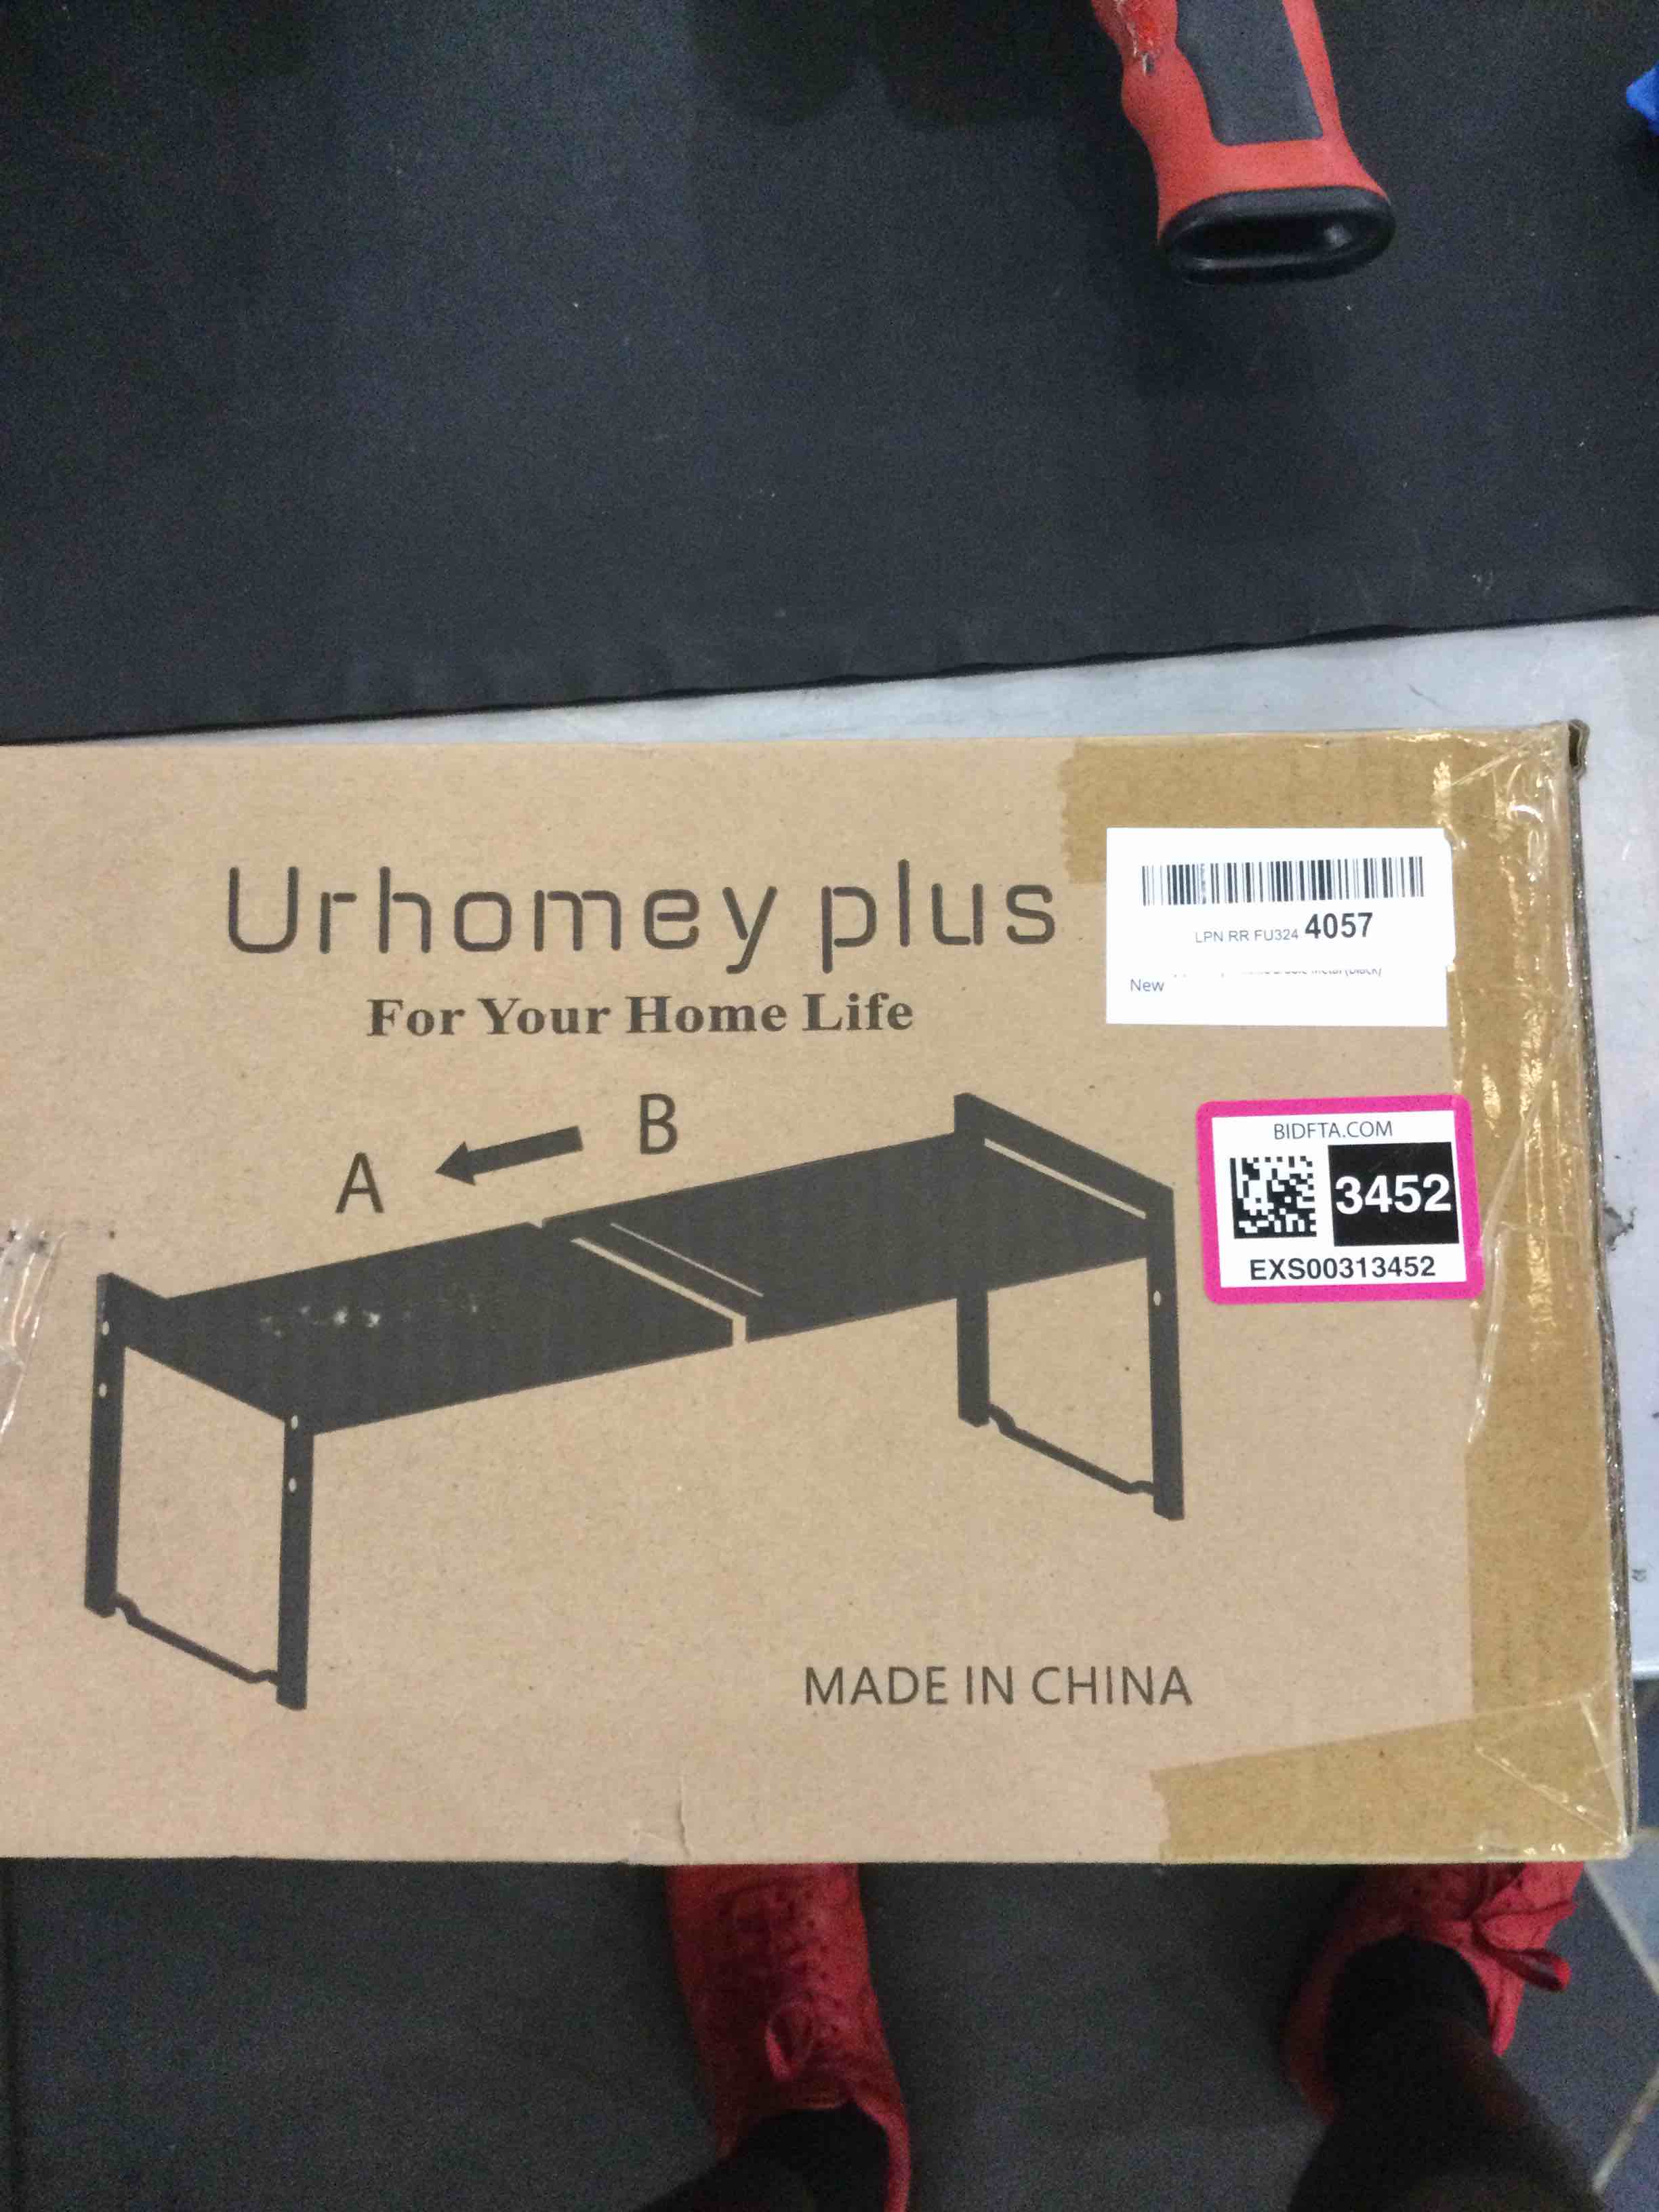 Urhomey plus
For Your Home Life
LPN RR FU324 4057
New
A
B
BIDFTA.COM
3452
EXS00313452
MADE IN CHINA